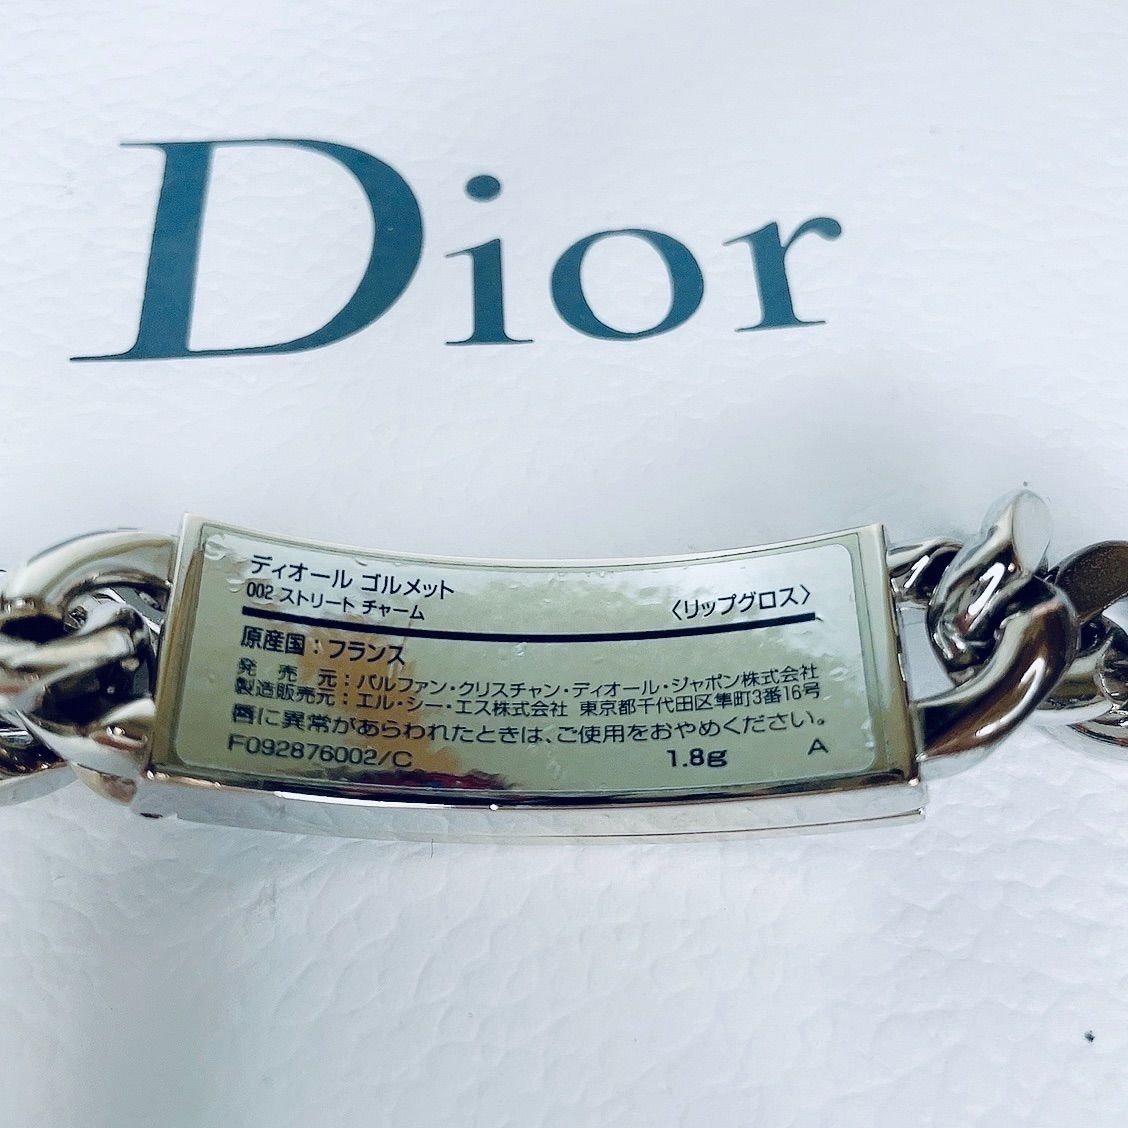 Dior
ディオール ゴルメット
002 ストリート チャーム 〈リップグロス〉
原産国：フランス
発 売 元：パルファン・クリスチャン・ディオール・ジャポン株式会社
製造販売元：エル・シー・エス株式会社 東京都千代田区隼町3番16号
唇に異常があらわれたときは、ご使用をおやめください。
F092876002/C 1.8g A